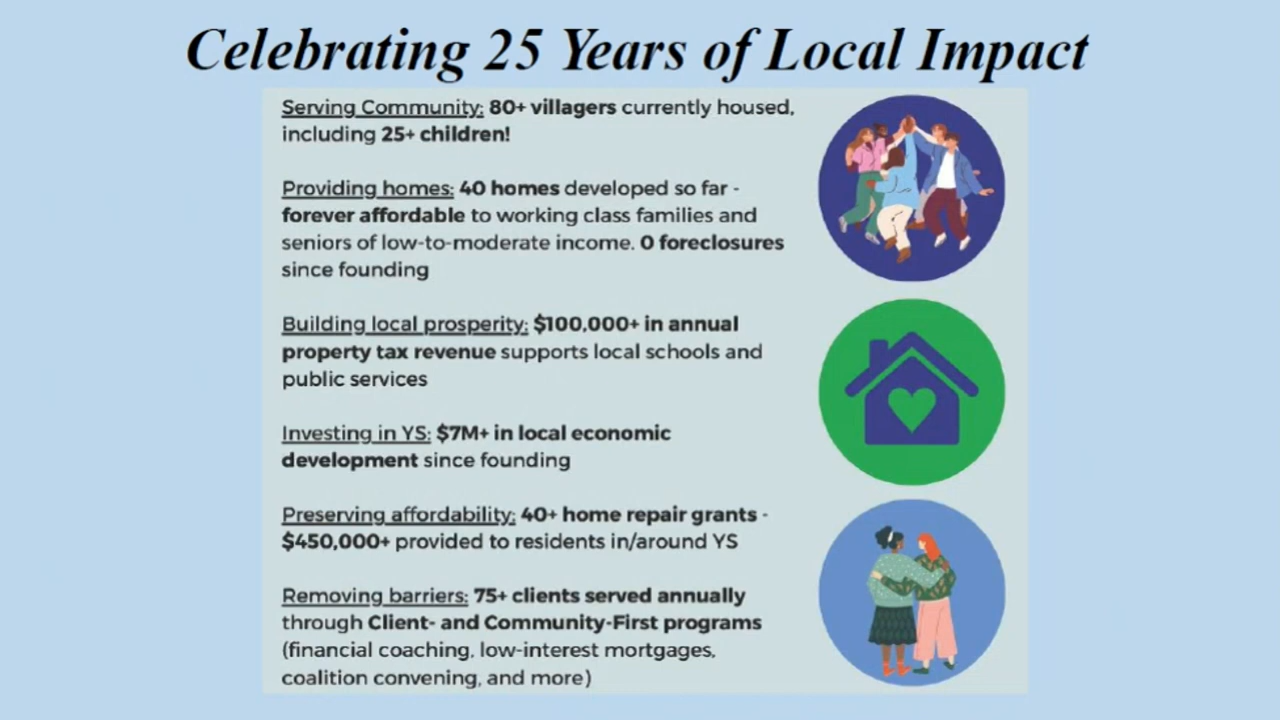 Celebrating 25 Years of Local Impact
Serving Community: 80+ villagers currently housed,
including 25+ children!
Providing homes: 40 homes developed so far -
forever affordable to working class families and
seniors of low-to-moderate income. 0 foreclosures
since founding
Building local prosperity: $100,000+ in annual
property tax revenue supports local schools and
public services
Investing in YS: $7M+ in local economic
development since founding
Preserving affordability: 40+ home repair grants -
$450,000+ provided to residents in/around YS
Removing barriers: 75+ clients served annually
through Client- and Community-First programs
(financial coaching, low-interest mortgages,
coalition convening, and more)